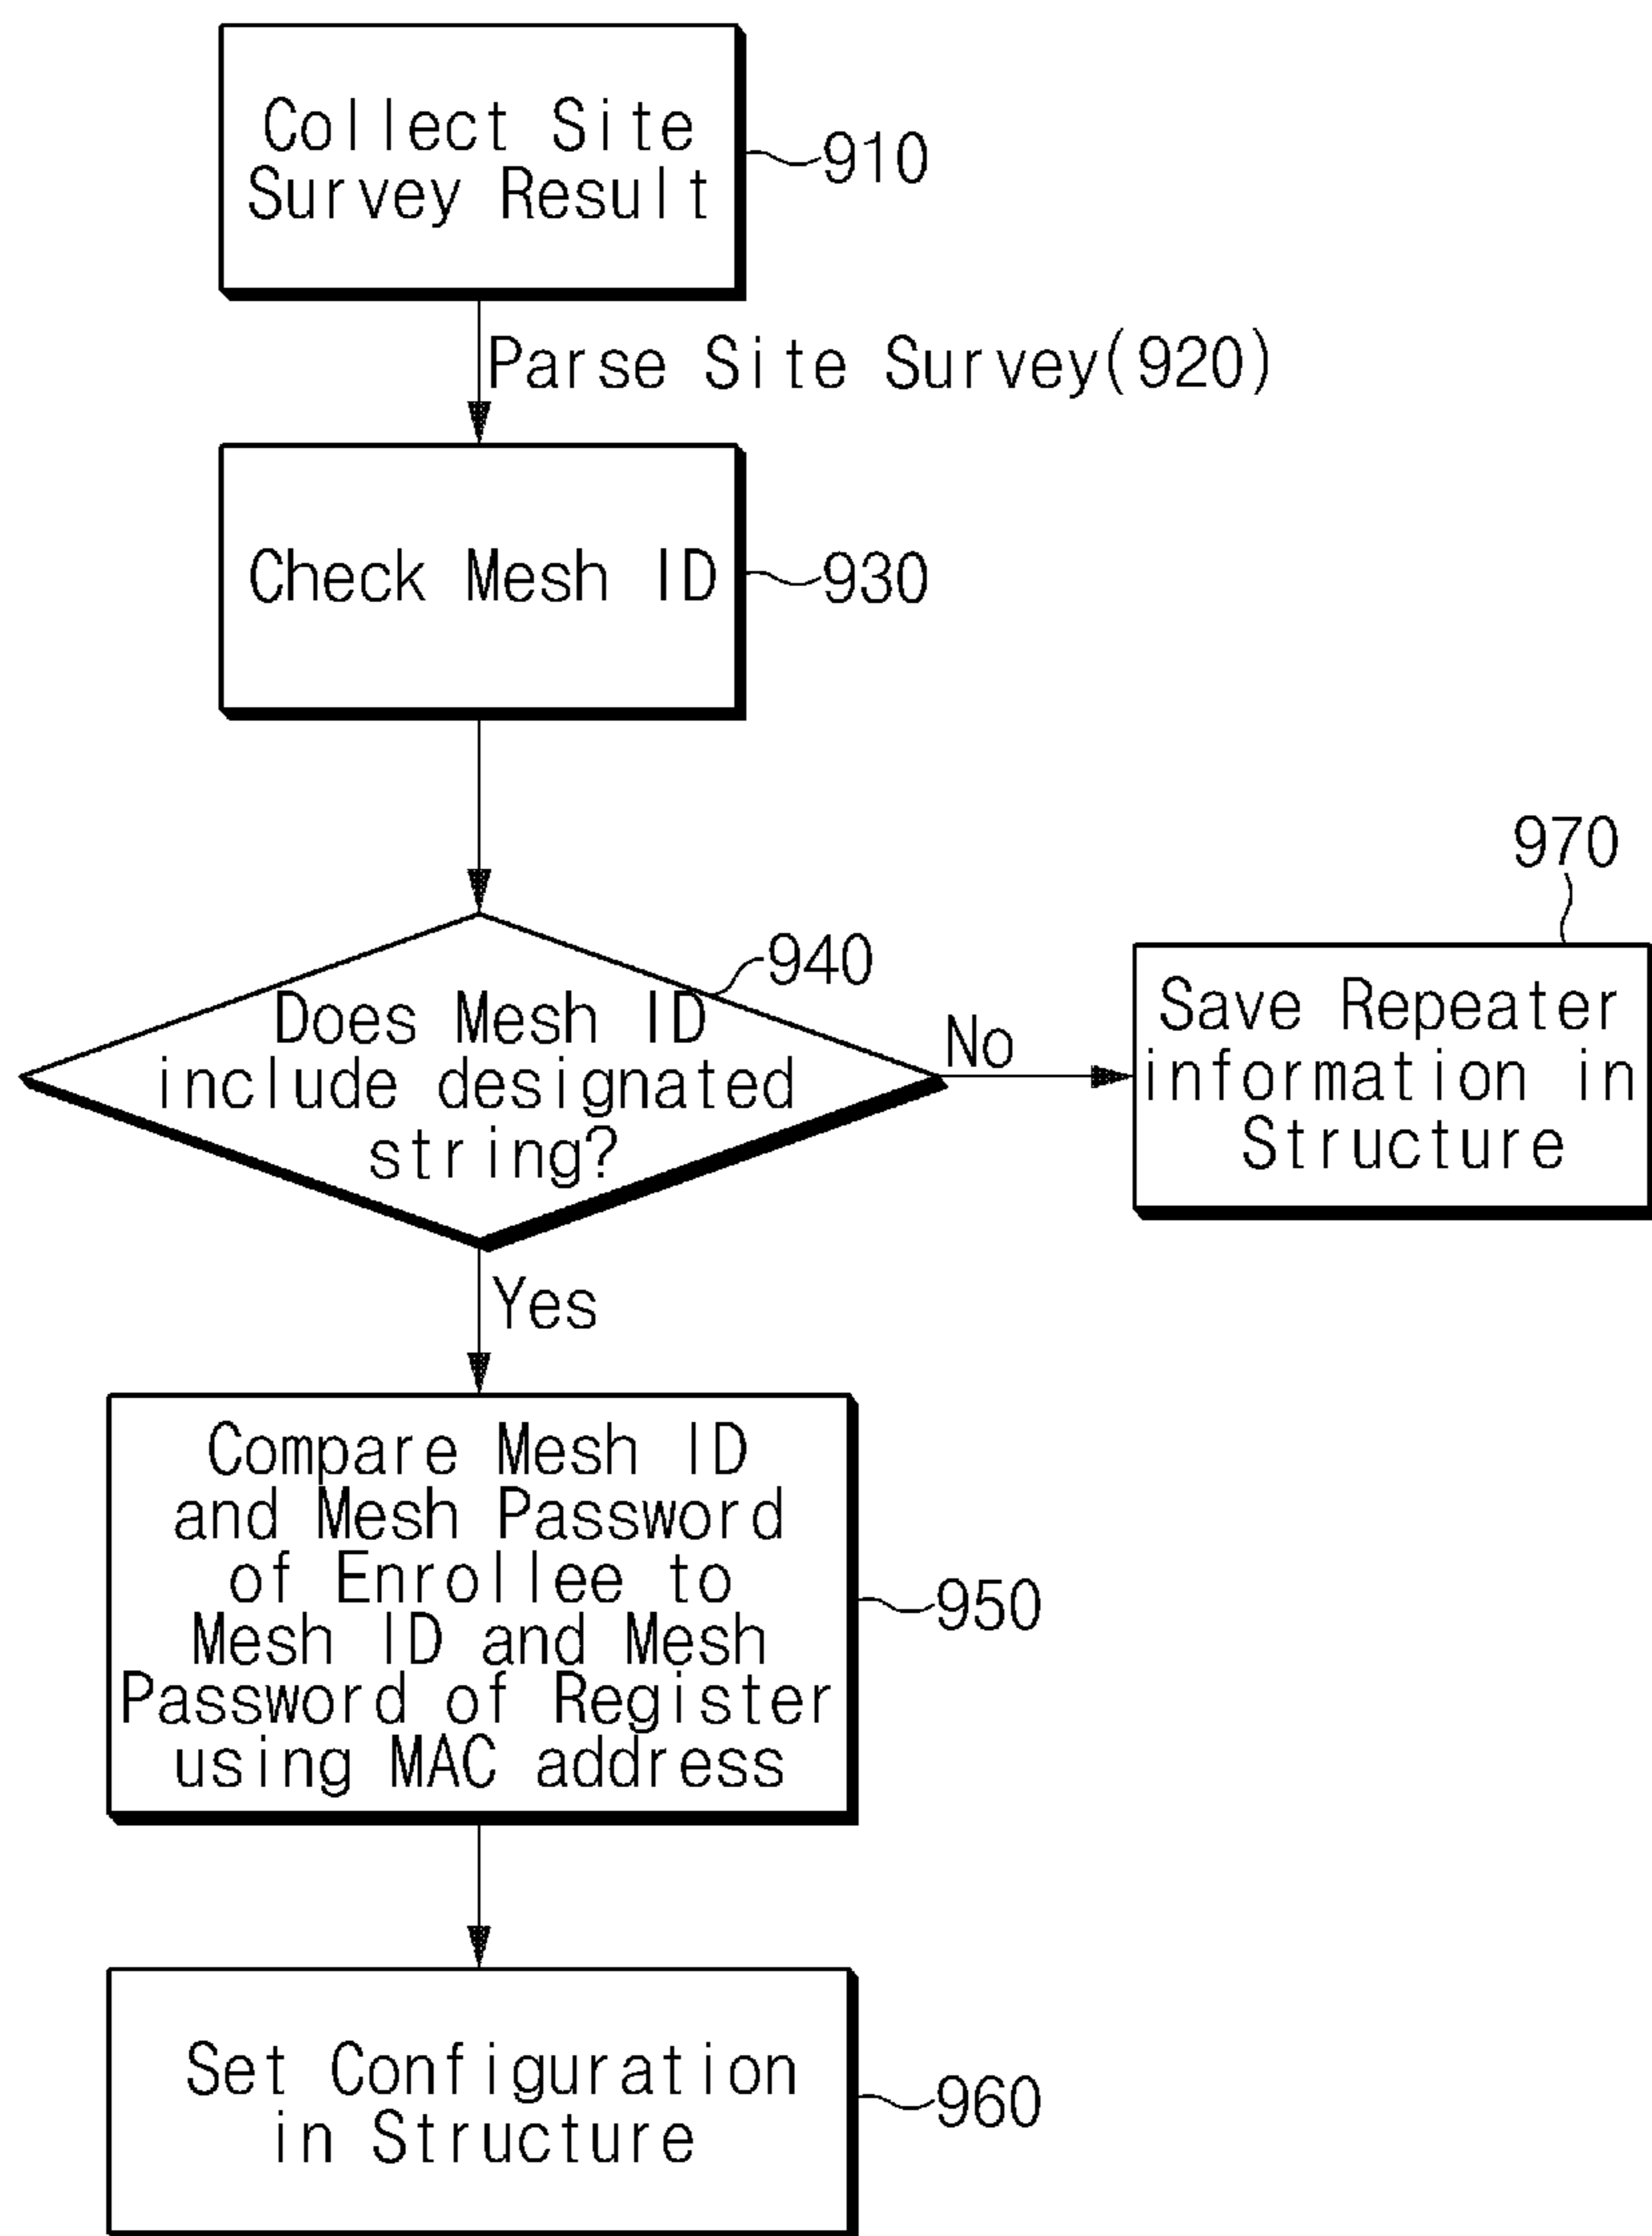 Collect Site
Survey Result
910
Parse Site Survey(920)
Check Mesh ID
930
970
940
Does Mesh ID
include designated
string?
No
Save Repeater
information in
Structure
Yes
Compare Mesh ID
and Mesh Password
of Enrollee to
Mesh ID and Mesh
Password of Register
using MAC address
950
Set Configuration
in Structure
960